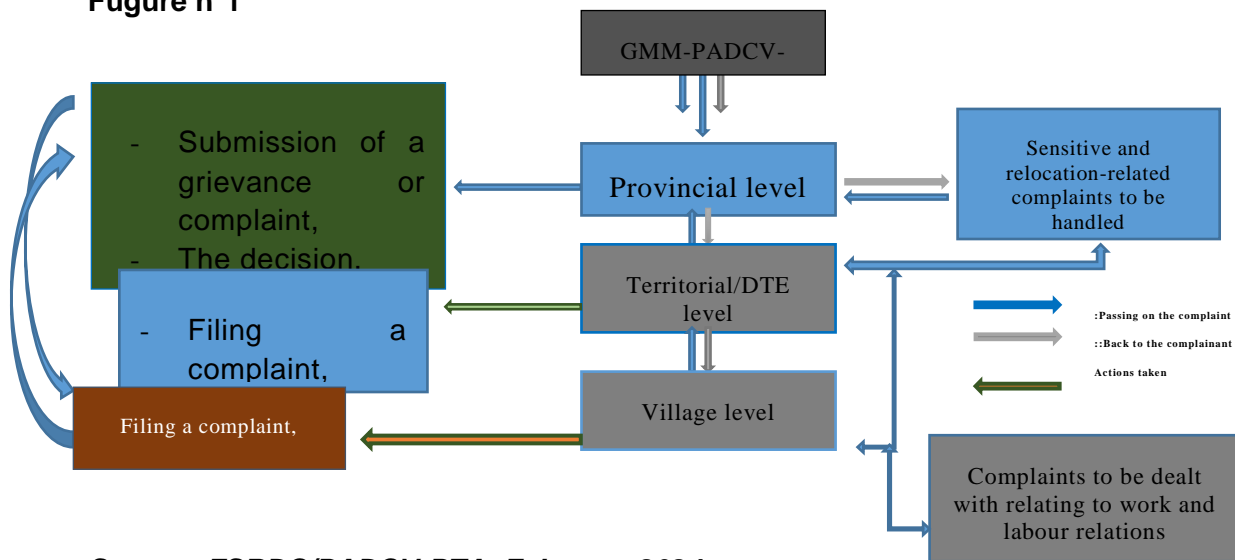 GMM-PADCV-
- Submission of a
grievance or
complaint,
- The decision.
- Filing a
complaint,
Filing a complaint,
Provincial level
Territorial/DTE
level
Village level
Sensitive and
relocation-related
complaints to be
handled
:Passing on the complaint
::Back to the complainant
Actions taken
Complaints to be dealt
with relating to work and
labour relations